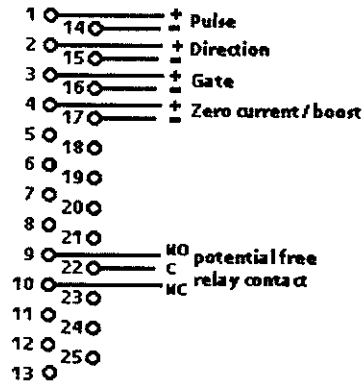 1 + Pulse
14 -
2 + Direction
15 -
3 + Gate
16 -
4 + Zero current / boost
17 -
5
18
6
19
7
20
8
21
9 NO potential free
22 C
10 NC relay contact
23
11
24
12
25
13